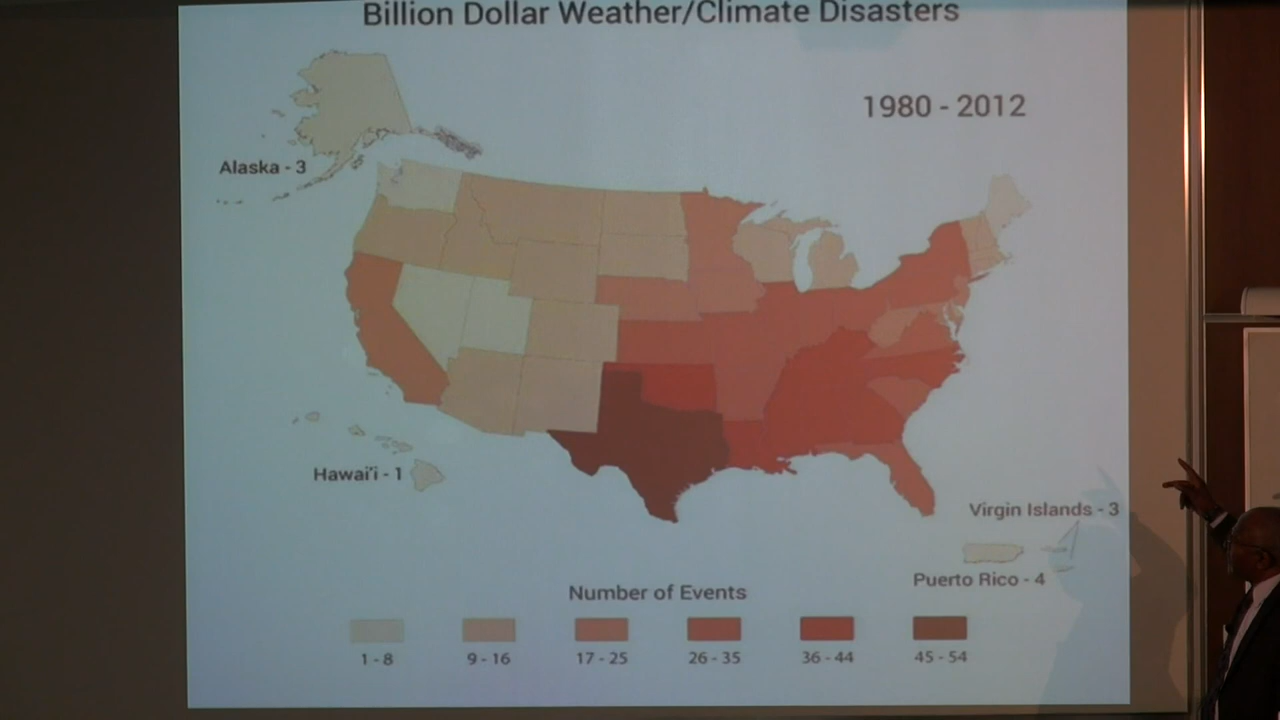 Billion Dollar Weather/Climate Disasters
1980 - 2012
Alaska - 3
Hawai'i - 1
Virgin Islands - 3
Puerto Rico - 4
Number of Events
1 - 8
9 - 16
17 - 25
26 - 35
36 - 44
45 - 54